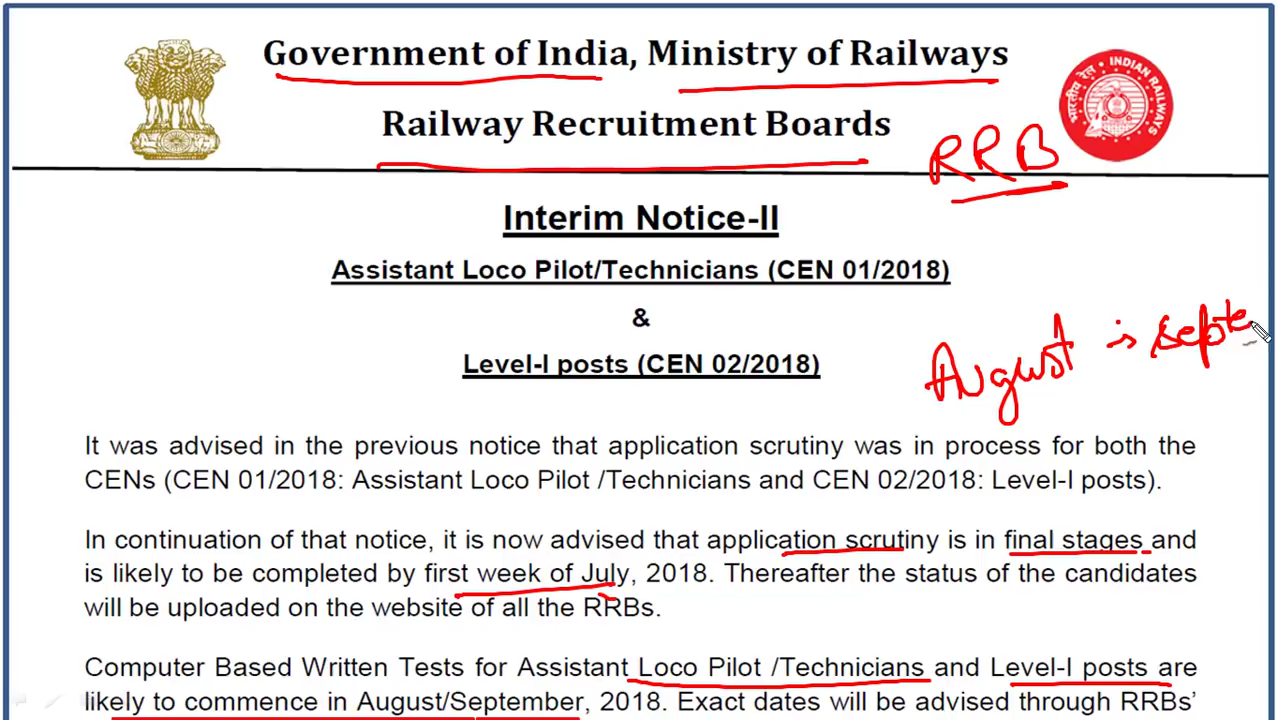 Government of India, Ministry of Railways
Railway Recruitment Boards
भारतीय रेल INDIAN RAILWAYS
RRB
Interim Notice-II
Assistant Loco Pilot/Technicians (CEN 01/2018)
&
Level-I posts (CEN 02/2018)
August is septe
It was advised in the previous notice that application scrutiny was in process for both the
CENs (CEN 01/2018: Assistant Loco Pilot /Technicians and CEN 02/2018: Level-I posts).
In continuation of that notice, it is now advised that application scrutiny is in final stages and
is likely to be completed by first week of July, 2018. Thereafter the status of the candidates
will be uploaded on the website of all the RRBs.
Computer Based Written Tests for Assistant Loco Pilot /Technicians and Level-I posts are
likely to commence in August/September, 2018. Exact dates will be advised through RRBs'